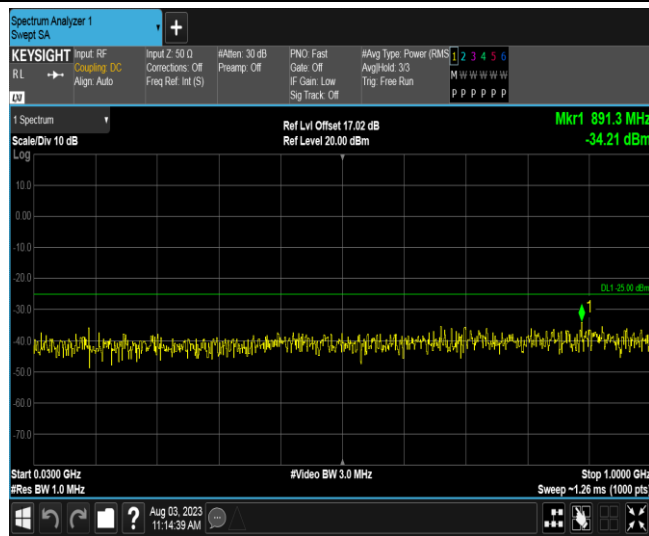 Spectrum Analyzer 1
Swept SA
+
KEYSIGHT Input: RF Input Z: 50 Ω #Atten: 30 dB PNO: Fast #Avg Type: Power (RMS 1 2 3 4 5 6
RL Coupling: DC Corrections: Off Preamp: Off Gate: Off Avg|Hold: 3/3 M W W W W W
Align: Auto Freq Ref: Int (S) IF Gain: Low Trig: Free Run
Sig Track: Off P P P P P P
LXI
1 Spectrum Ref Lvl Offset 17.02 dB Mkr1 891.3 MHz
Scale/Div 10 dB Ref Level 20.00 dBm -34.21 dBm
Log
10.0
0.00
-10.0
-20.0
DL1 -25.00 dBm
-30.0
1
-40.0
-50.0
-60.0
-70.0
Start 0.0300 GHz #Video BW 3.0 MHz Stop 1.0000 GHz
#Res BW 1.0 MHz Sweep ~1.26 ms (1000 pts)
? Aug 03, 2023
11:14:39 AM